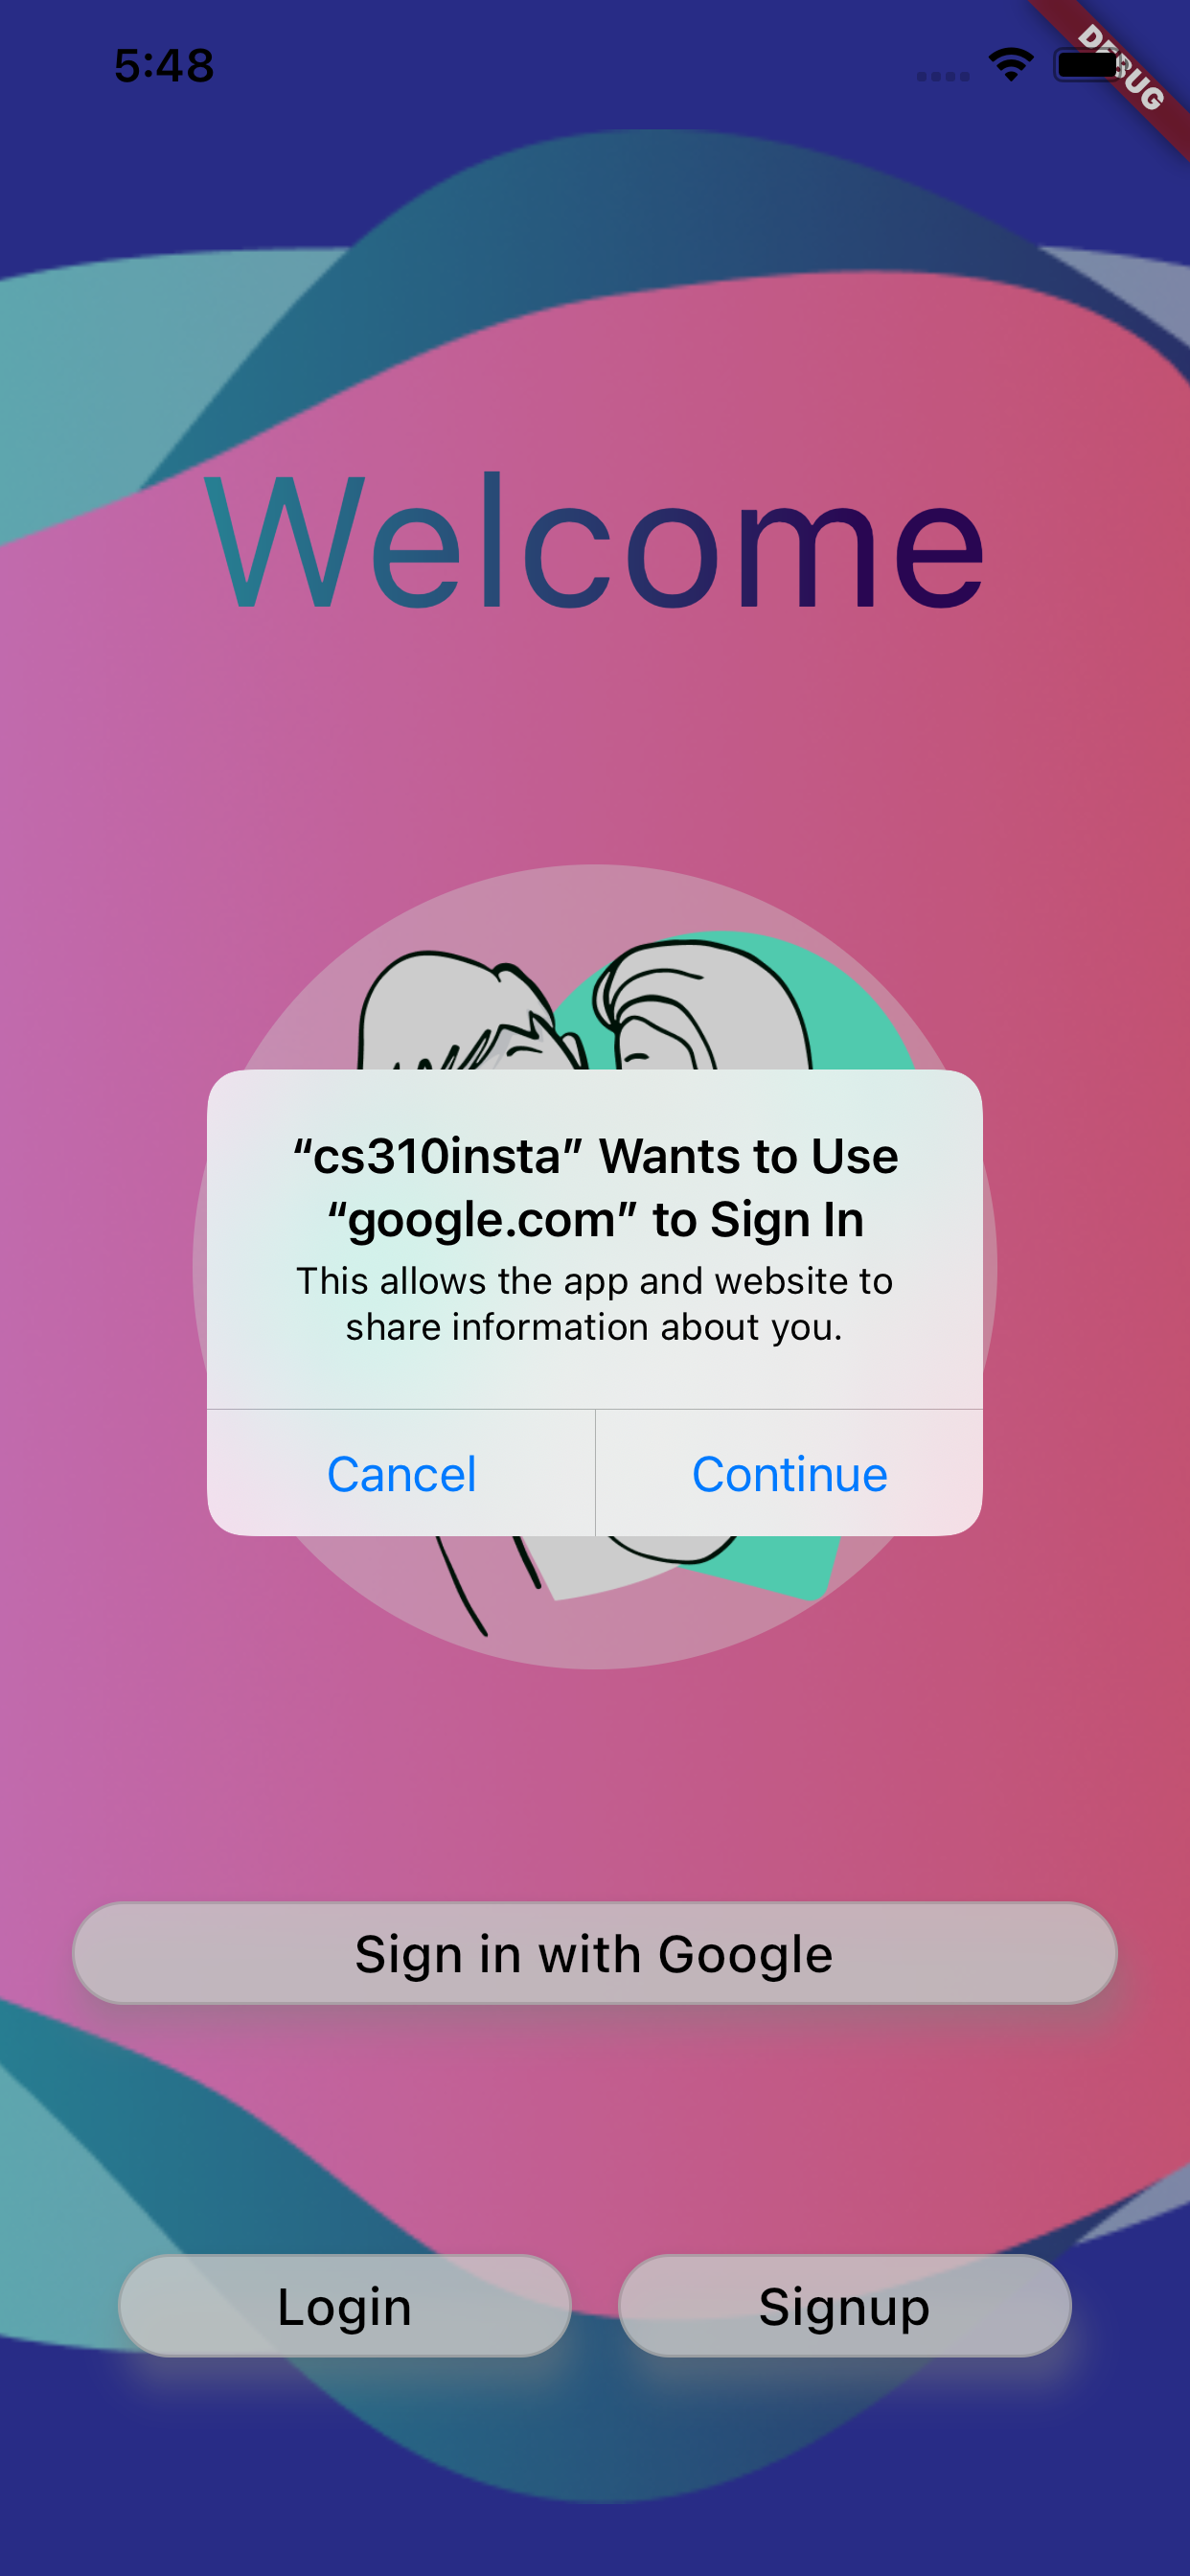 5:48
DEBUG
Welcome
“cs310insta” Wants to Use
“google.com” to Sign In
This allows the app and website to
share information about you.
Cancel
Continue
Sign in with Google
Login
Signup